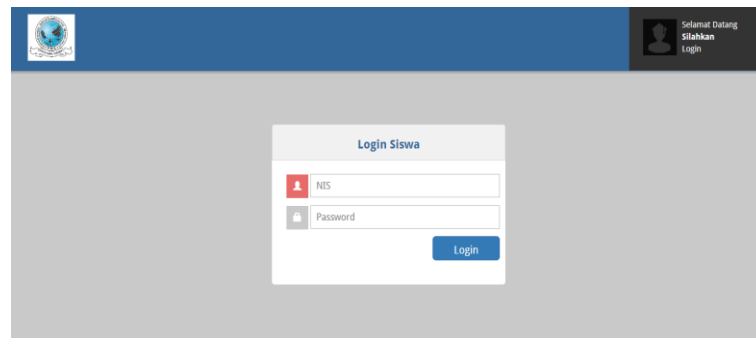 Selamat Datang
Silahkan
Login
Login Siswa
NIS
Password
Login